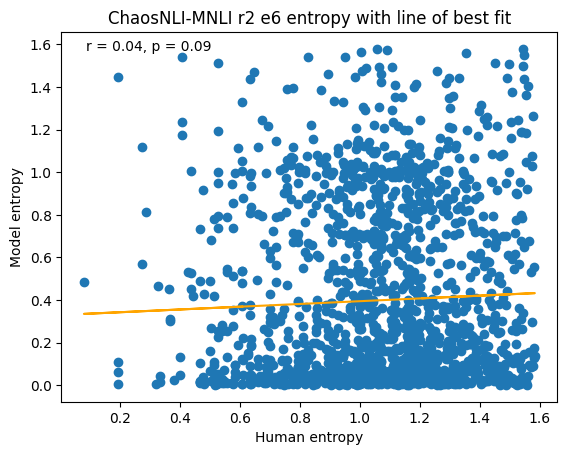 ChaosNLI-MNLI r2 e6 entropy with line of best fit
r = 0.04, p = 0.09
Model entropy
1.6
1.4
1.2
1.0
0.8
0.6
0.4
0.2
0.0
0.2 0.4 0.6 0.8 1.0 1.2 1.4 1.6
Human entropy